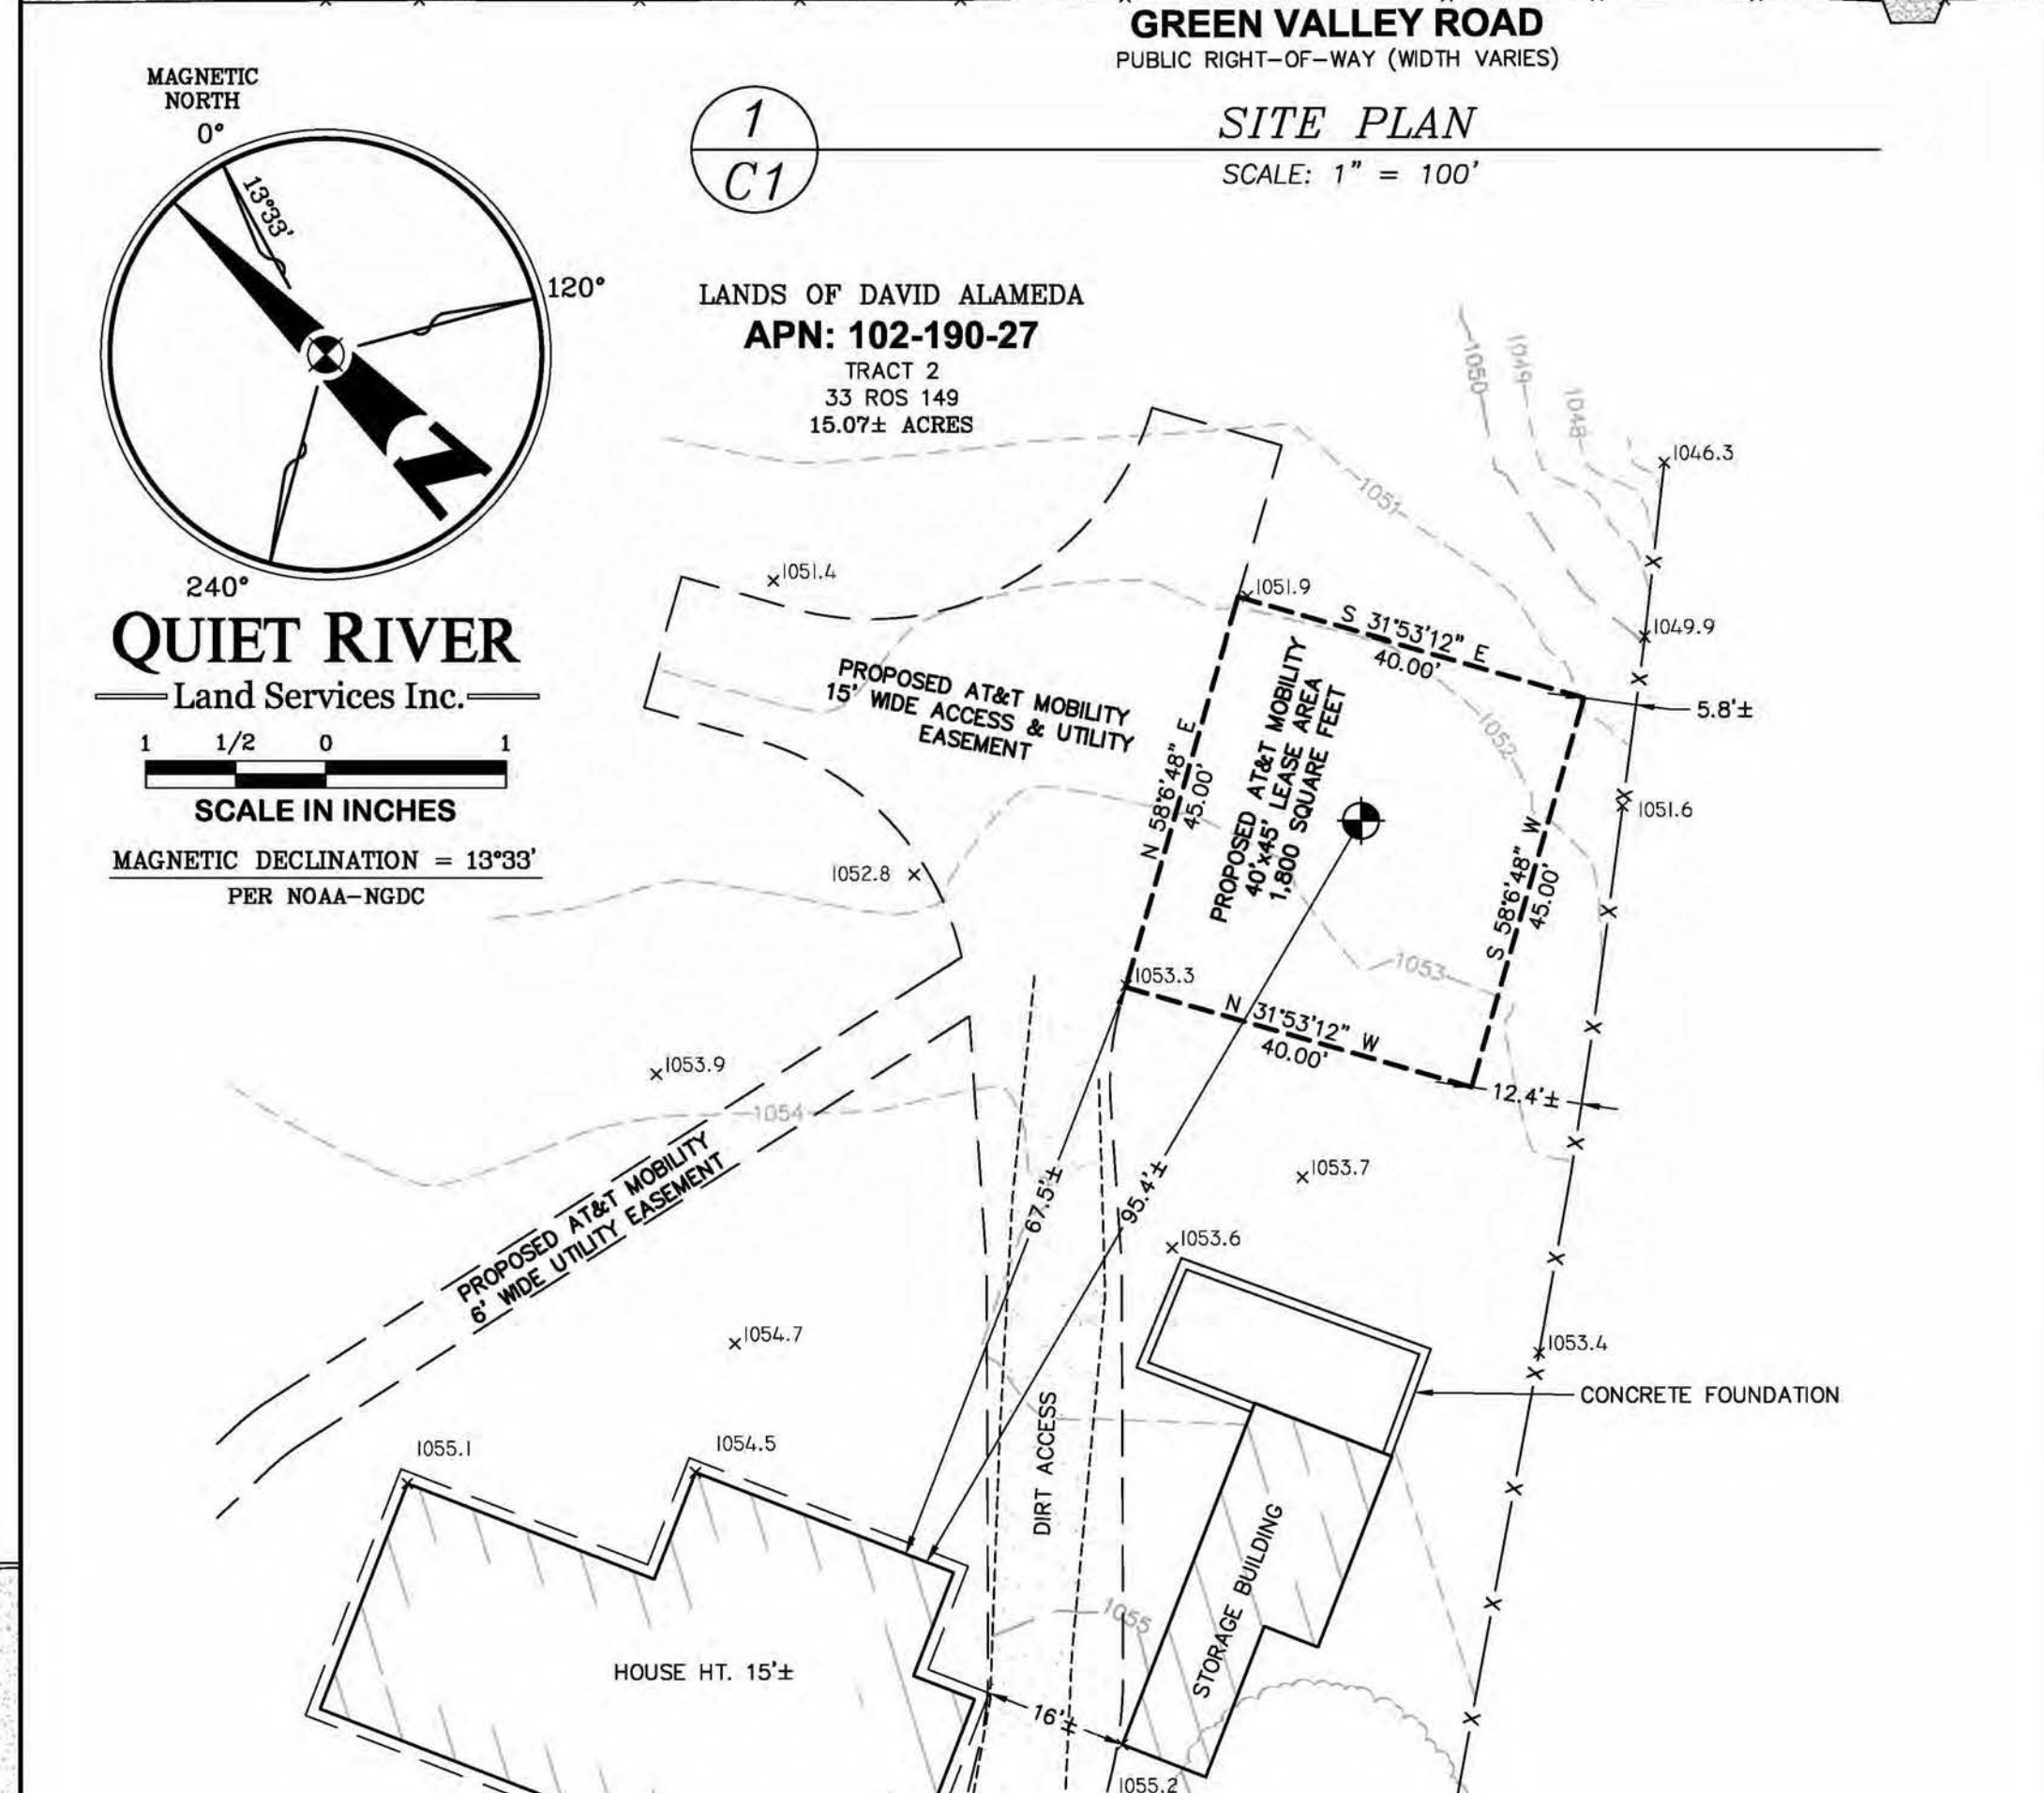 GREEN VALLEY ROAD
PUBLIC RIGHT-OF-WAY (WIDTH VARIES)
1
C1
SITE PLAN
SCALE: 1" = 100'
MAGNETIC
NORTH
0°
13°33'
120°
240°
N
QUIET RIVER
Land Services Inc.
1 1/2 0 1
SCALE IN INCHES
MAGNETIC DECLINATION = 13°33'
PER NOAA-NGDC
LANDS OF DAVID ALAMEDA
APN: 102-190-27
TRACT 2
33 ROS 149
15.07± ACRES
1050
1049
1048
1046.3
1051
1051.4
1051.9
1049.9
S 31°53'12" E
40.00'
5.8'±
PROPOSED AT&T MOBILITY
15' WIDE ACCESS & UTILITY
EASEMENT
N 58°6'48" E
45.00'
PROPOSED AT&T MOBILITY
40'x45' LEASE AREA
1,800 SQUARE FEET
1052
1051.6
S 58°6'48" W
45.00'
1052.8
1053
1053.3
N 31°53'12" W
40.00'
12.4'±
1053.9
1054
1053.7
67.5'±
95.4'±
1053.6
PROPOSED AT&T MOBILITY
6' WIDE UTILITY EASEMENT
1054.7
1053.4
CONCRETE FOUNDATION
1055.1
1054.5
DIRT ACCESS
STORAGE BUILDING
1055
HOUSE HT. 15'±
16'±
1055.2